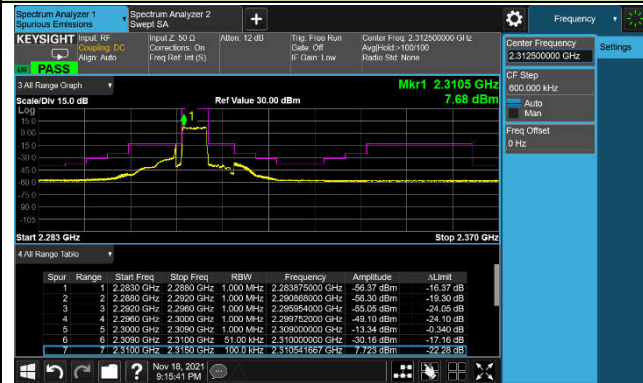 Spectrum Analyzer 1
Spurious Emissions
Spectrum Analyzer 2
Swept SA
+
Frequency
KEYSIGHT
Input: RF
Coupling: DC
Align: Auto
Input Z: 50 Ω
Corrections: On
Freq Ref: Int (S)
Atten: 12 dB
Trig: Free Run
Gate: Off
IF Gain: Low
Center Freq: 2.312500000 GHz
Avg|Hold:>100/100
Radio Std: None
PASS
Center Frequency
2.312500000 GHz
Settings
CF Step
600.000 kHz
Auto
Man
Freq Offset
0 Hz
3 All Range Graph
Mkr1 2.3105 GHz
Scale/Div 15.0 dB
Ref Value 30.00 dBm
7.68 dBm
Log
15.0
0.00
-15.0
-30.0
-45.0
-60.0
-75.0
-90.0
-105
1
Start 2.283 GHz
Stop 2.370 GHz
4 All Range Table
Spur Range Start Freq Stop Freq RBW Frequency Amplitude ΔLimit
1 1 2.2830 GHz 2.2880 GHz 1.000 MHz 2.283875000 GHz -56.37 dBm -16.37 dB
2 2 2.2880 GHz 2.2920 GHz 1.000 MHz 2.290868000 GHz -56.30 dBm -19.30 dB
3 3 2.2920 GHz 2.2960 GHz 1.000 MHz 2.295954000 GHz -55.05 dBm -24.05 dB
4 4 2.2960 GHz 2.3000 GHz 1.000 MHz 2.299752000 GHz -49.10 dBm -24.10 dB
5 5 2.3000 GHz 2.3090 GHz 1.000 MHz 2.309000000 GHz -13.34 dBm -0.340 dB
6 6 2.3090 GHz 2.3100 GHz 51.00 kHz 2.310000000 GHz -30.16 dBm -17.16 dB
7 7 2.3100 GHz 2.3150 GHz 100.0 kHz 2.310541667 GHz 7.723 dBm -22.28 dB
?
Nov 18, 2021
9:15:41 PM